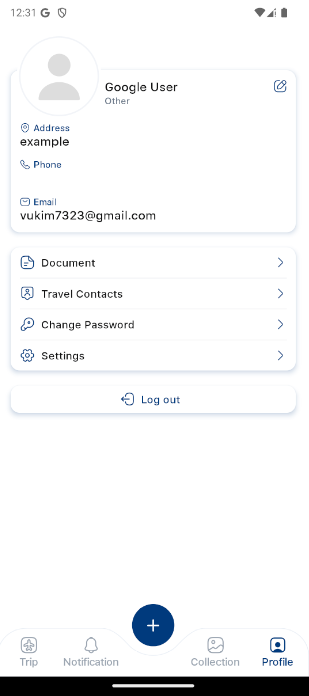 12:31
Google User
Other
Address
example
Phone
Email
vukim7323@gmail.com
Document
Travel Contacts
Change Password
Settings
Log out
Trip
Notification
Collection
Profile